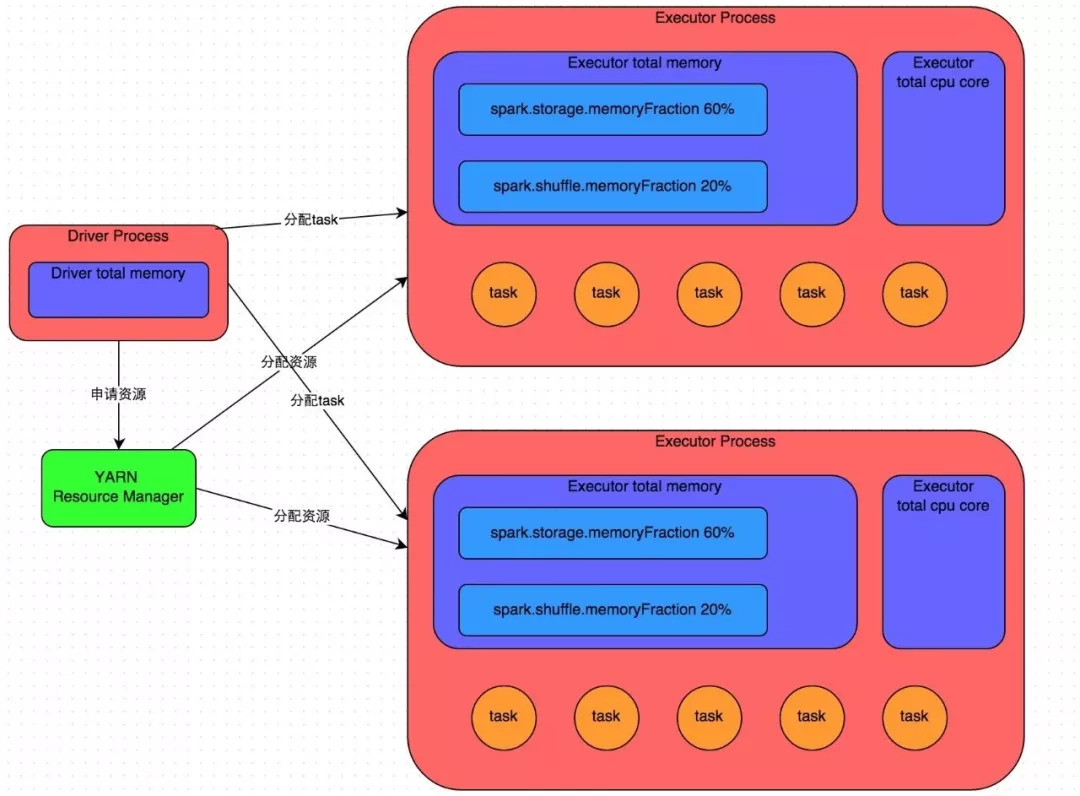 Executor Process
Executor total memory
Executor
total cpu core
spark.storage.memoryFraction 60%
spark.shuffle.memoryFraction 20%
分配task
Driver Process
Driver total memory
task
task
task
task
task
分配资源
申请资源
分配task
YARN
Resource Manager
分配资源
Executor Process
Executor total memory
Executor
total cpu core
spark.storage.memoryFraction 60%
spark.shuffle.memoryFraction 20%
task
task
task
task
task